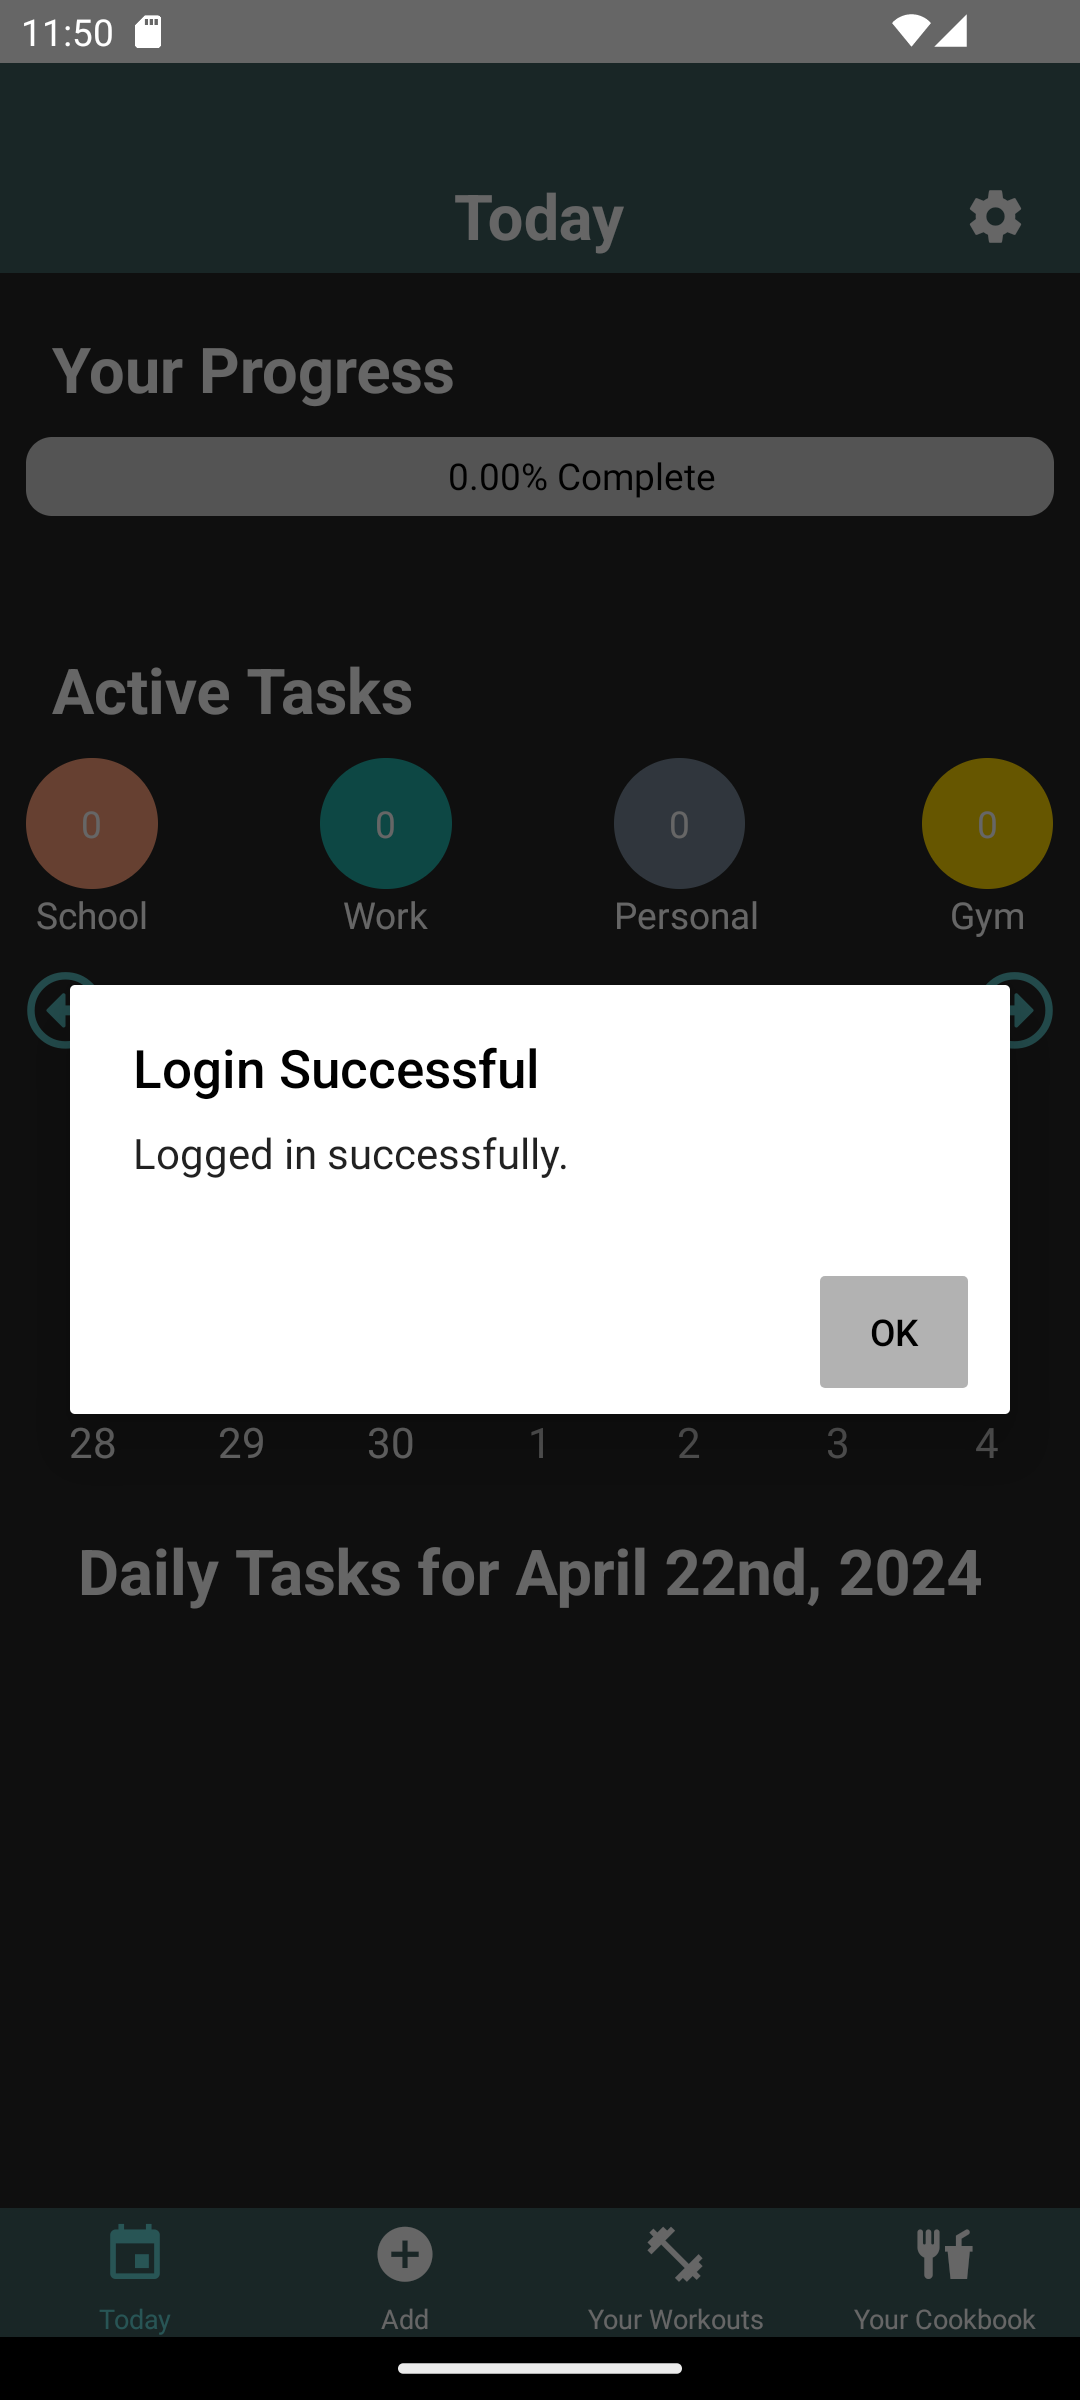 11:50
Today
Your Progress
0.00% Complete
Active Tasks
0 0 0 0
School Work Personal Gym
Login Successful
Logged in successfully.
OK
28 29 30 1 2 3 4
Daily Tasks for April 22nd, 2024
Today Add Your Workouts Your Cookbook